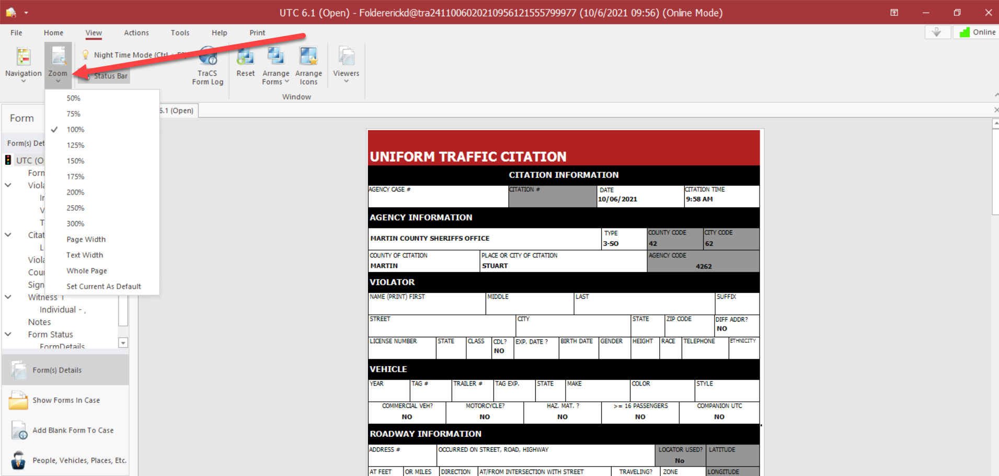 UTC 6.1 (Open) - Foldererickd@tra24110060202109561215557999​77 (10/6/2021 09:56) (Online Mode)
File Home View Actions Tools Help Print
Online
Navigation
Zoom
Night Time Mode (Ctrl +
Status Bar
TraCS
Form Log
Reset
Arrange
Forms
Arrange
Icons
Viewers
Window
50%
75%
100%
125%
150%
175%
200%
250%
300%
Page Width
Text Width
Whole Page
Set Current As Default
6.1 (Open)
Form
Form(s) Det
UTC (O
Form
Viola
In
V
T
Citat
L
Viola
Cou
Sign
Witness 1
Individual - ,
Notes
Form Status
FormDetails
Form(s) Details
Show Forms In Case
Add Blank Form To Case
People, Vehicles, Places, Etc.
UNIFORM TRAFFIC CITATION
CITATION INFORMATION
AGENCY CASE # CITATION # DATE CITATION TIME
10/06/2021 9:58 AM
AGENCY INFORMATION
MARTIN COUNTY SHERIFFS OFFICE
TYPE COUNTY CODE CITY CODE
3-SO 42 62
COUNTY OF CITATION PLACE OR CITY OF CITATION AGENCY CODE
MARTIN STUART 4262
VIOLATOR
NAME (PRINT) FIRST MIDDLE LAST SUFFIX
STREET CITY STATE ZIP CODE DIFF ADDR?
NO
LICENSE NUMBER STATE CLASS CDL? EXP. DATE ? BIRTH DATE GENDER HEIGHT RACE TELEPHONE ETHNICITY
NO
VEHICLE
YEAR TAG # TRAILER # TAG EXP. STATE MAKE COLOR STYLE
COMMERCIAL VEH? MOTORCYCLE? HAZ. MAT. ? >= 16 PASSENGERS COMPANION UTC
NO NO NO NO NO
ROADWAY INFORMATION
ADDRESS # OCCURRED ON STREET, ROAD, HIGHWAY LOCATOR USED? LATITUDE
No
AT FEET OR MILES DIRECTION AT/FROM INTERSECTION WITH STREET TRAVELING? ZONE LONGITUDE